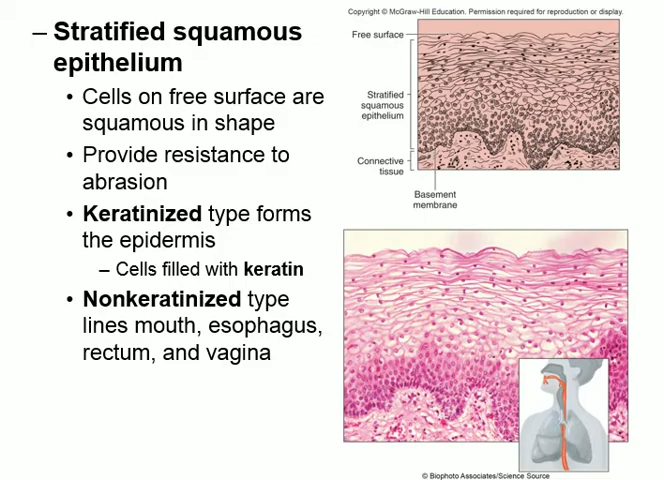 – Stratified squamous
epithelium
• Cells on free surface are
squamous in shape
• Provide resistance to
abrasion
• Keratinized type forms
the epidermis
– Cells filled with keratin
• Nonkeratinized type
lines mouth, esophagus,
rectum, and vagina
Copyright © McGraw-Hill Education. Permission required for reproduction or display.
Free surface
Stratified
squamous
epithelium
Connective
tissue
Basement
membrane
© Biophoto Associates/Science Source